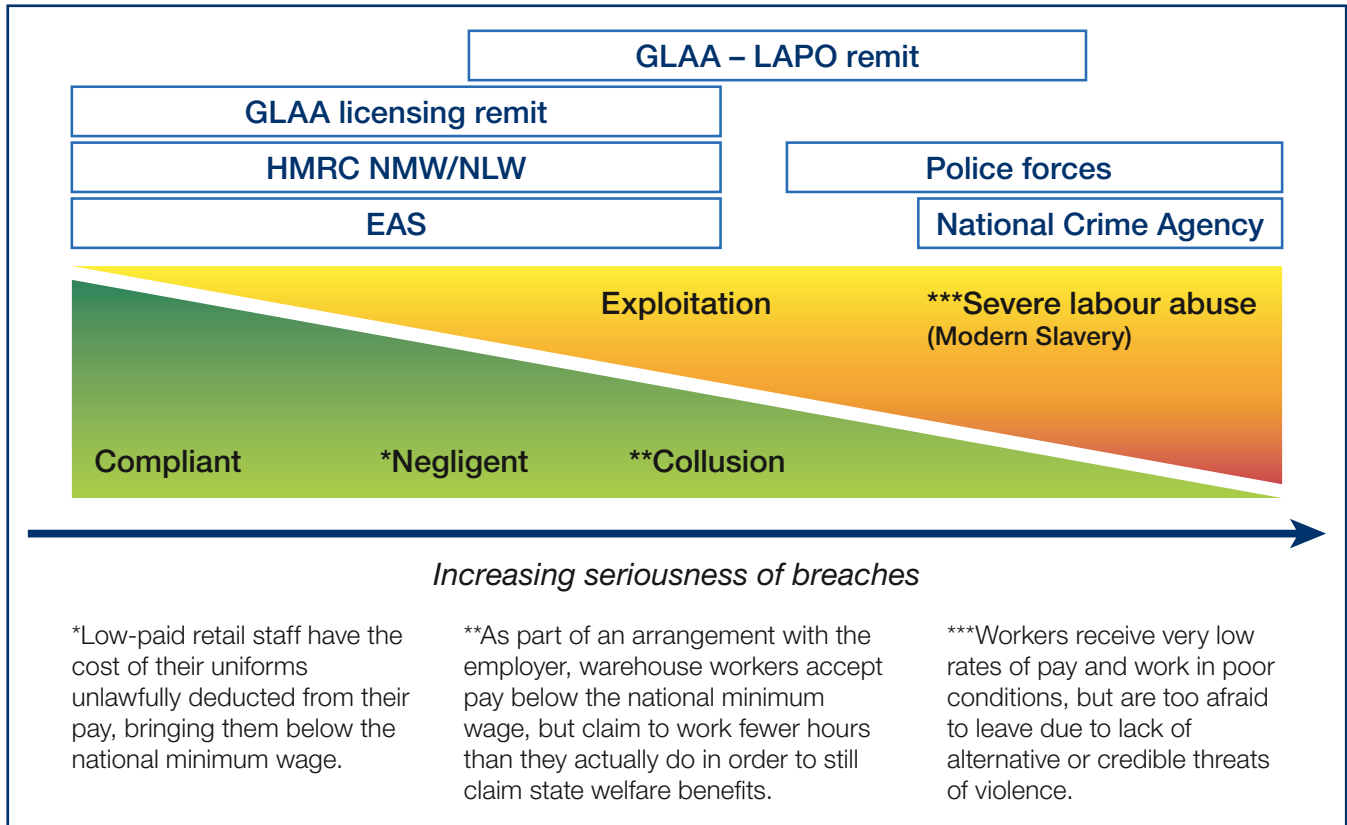 GLAA – LAPO remit
GLAA licensing remit
HMRC NMW/NLW
Police forces
EAS
National Crime Agency
Exploitation
***Severe labour abuse
(Modern Slavery)
Compliant
*Negligent
**Collusion
Increasing seriousness of breaches
*Low-paid retail staff have the
cost of their uniforms
unlawfully deducted from their
pay, bringing them below the
national minimum wage.
**As part of an arrangement with the
employer, warehouse workers accept
pay below the national minimum
wage, but claim to work fewer hours
than they actually do in order to still
claim state welfare benefits.
***Workers receive very low
rates of pay and work in poor
conditions, but are too afraid
to leave due to lack of
alternative or credible threats
of violence.